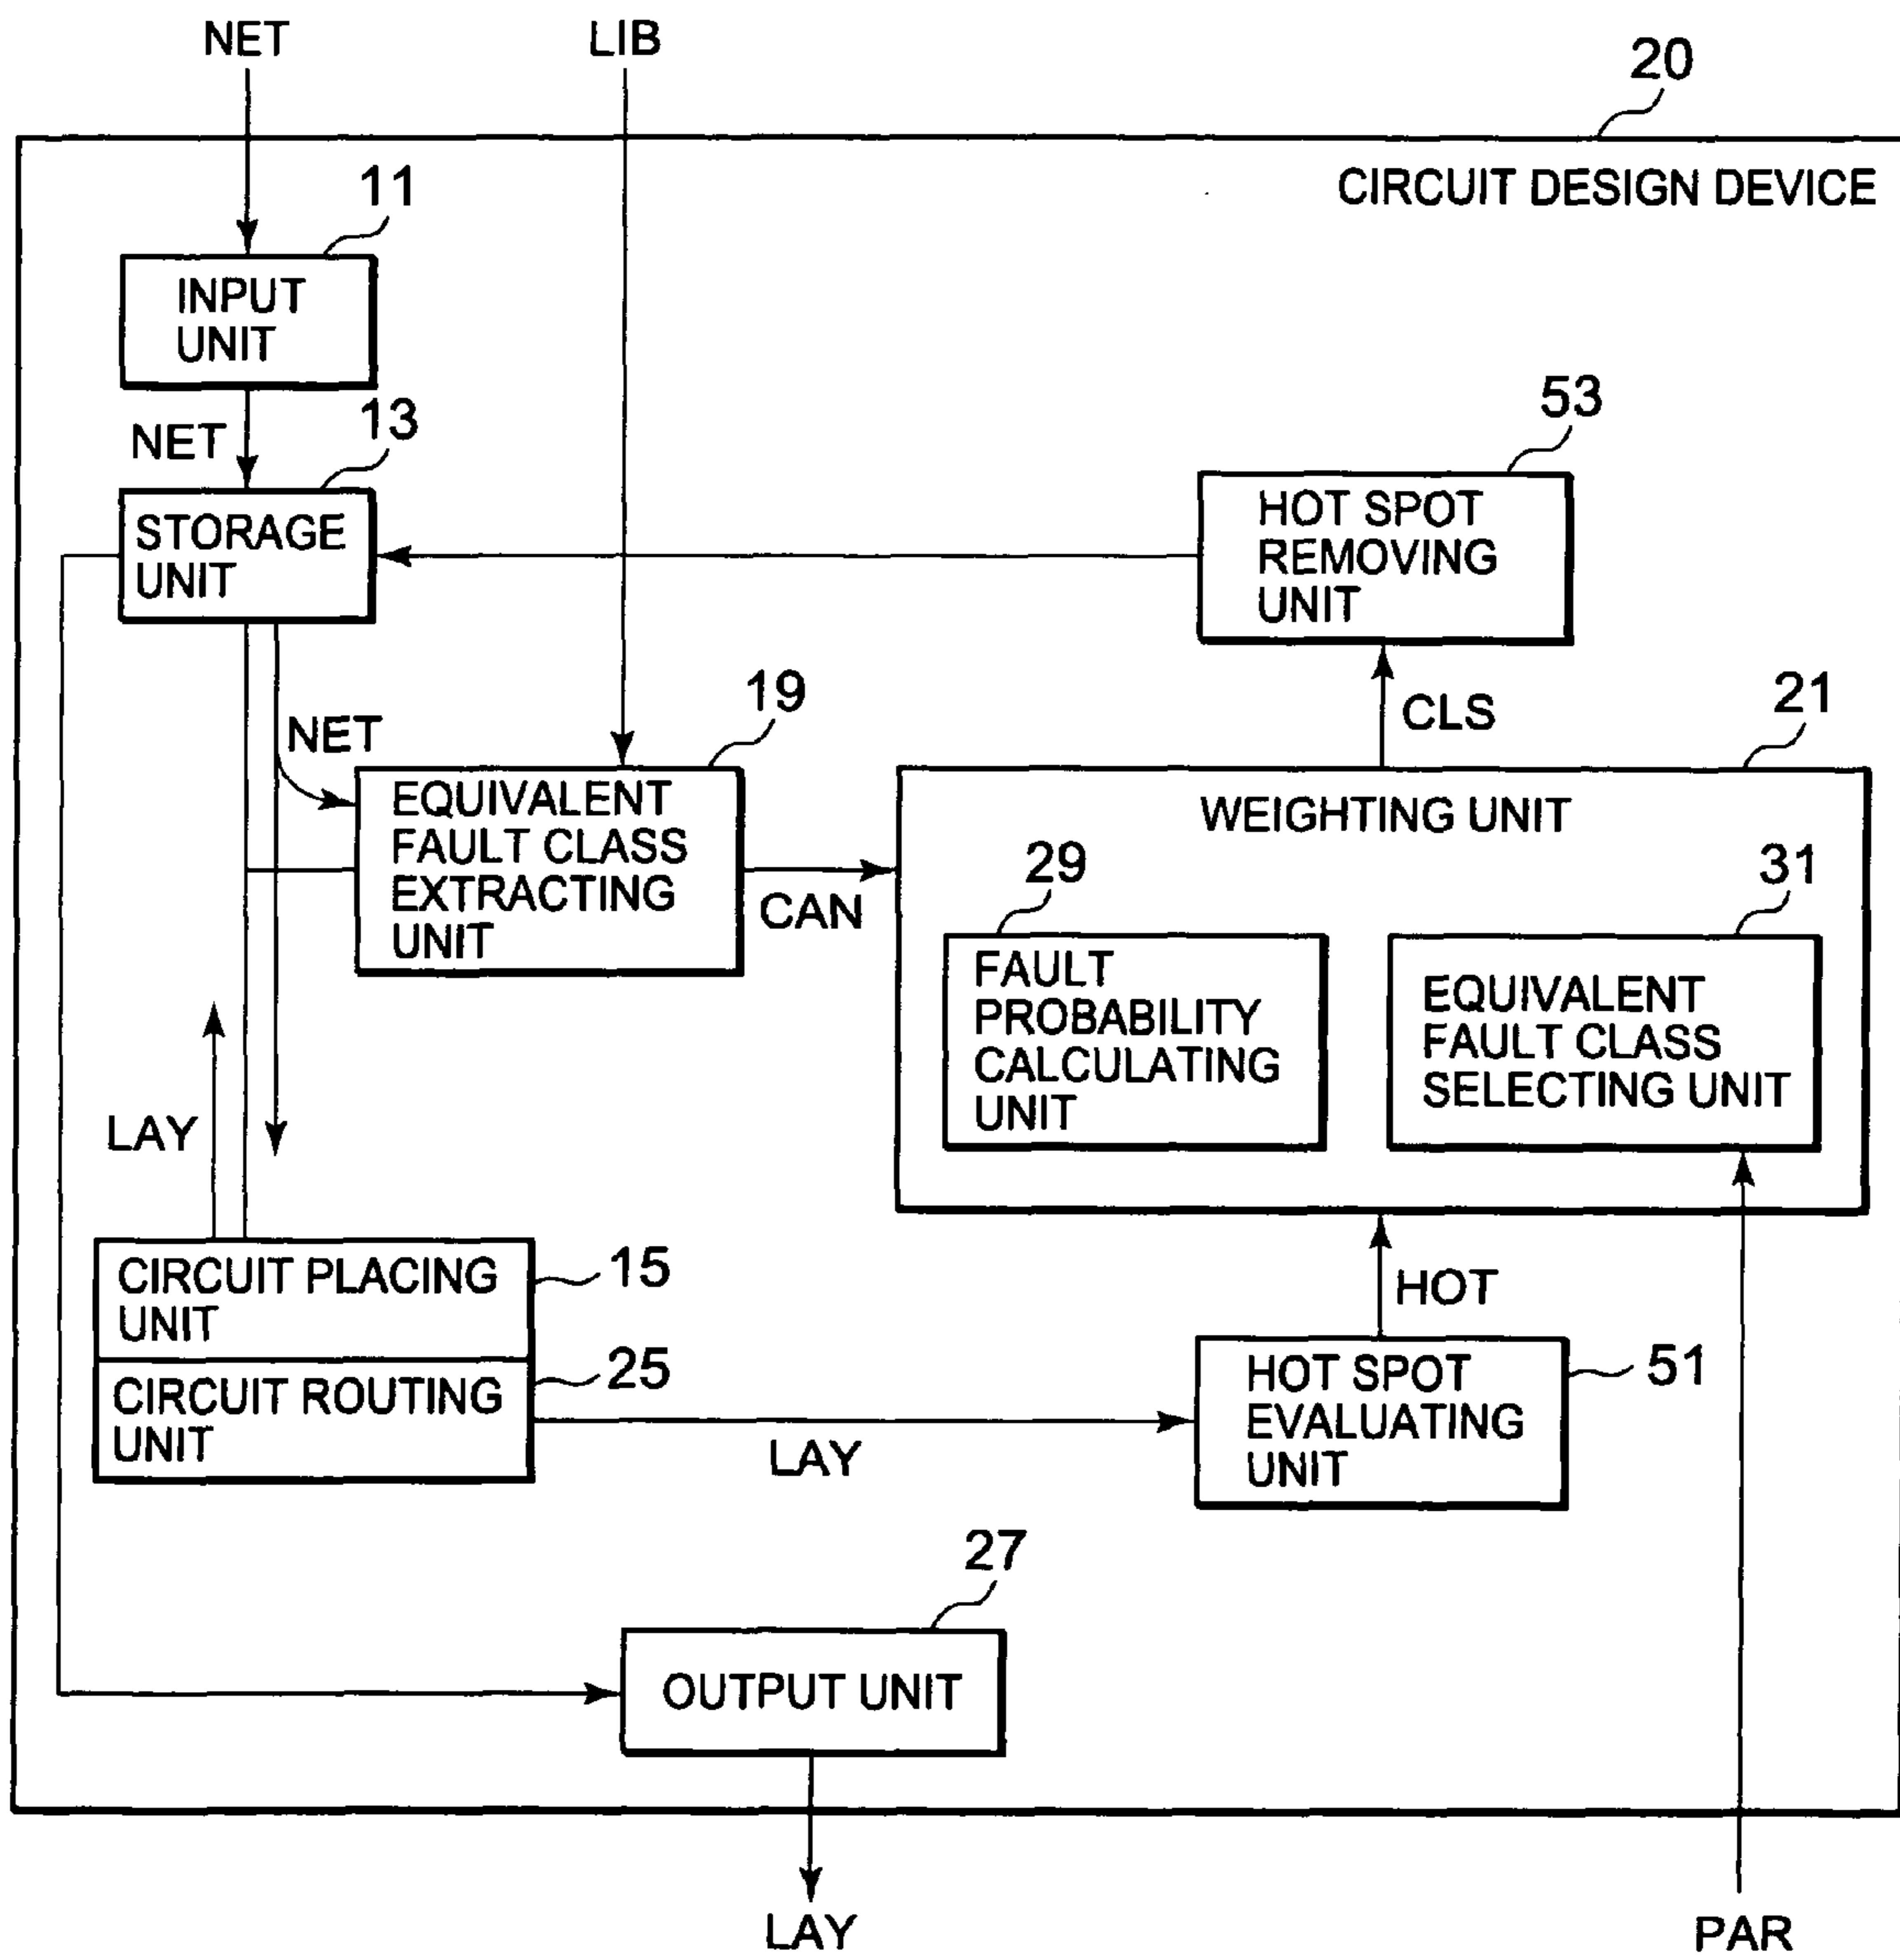 NET
LIB
20
CIRCUIT DESIGN DEVICE
11
INPUT
UNIT
NET
13
STORAGE
UNIT
53
HOT SPOT
REMOVING
UNIT
NET
19
EQUIVALENT
FAULT CLASS
EXTRACTING
UNIT
CAN
CLS
21
WEIGHTING UNIT
29
FAULT
PROBABILITY
CALCULATING
UNIT
31
EQUIVALENT
FAULT CLASS
SELECTING UNIT
LAY
CIRCUIT PLACING
UNIT
15
CIRCUIT ROUTING
UNIT
25
LAY
HOT
HOT SPOT
EVALUATING
UNIT
51
27
OUTPUT UNIT
LAY
PAR